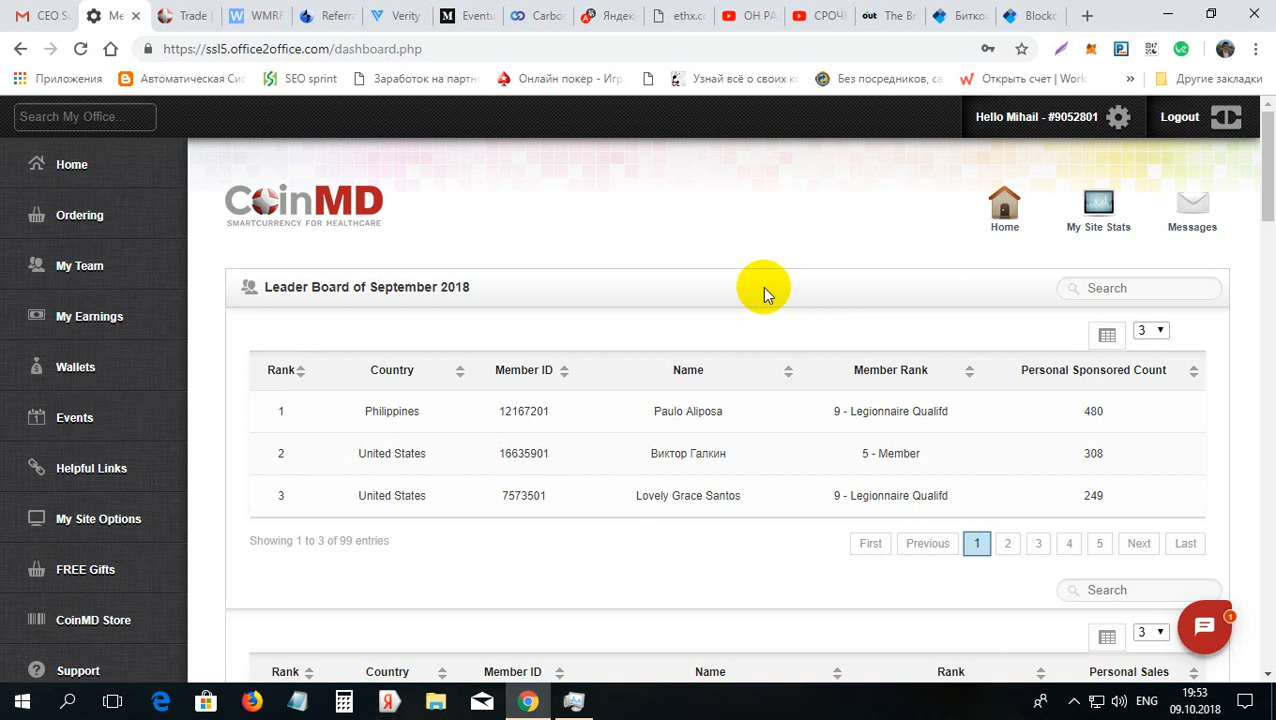 CEO S
Me
Trade
WMRF
Referr
Verity
Eventu
Carbo
Яндек
ethx.co
ОН РА
СРОЧ
out The Br
Битко
Blockc
https://ssl5.office2office.com/dashboard.php
Приложения
Автоматическая Сис
SEO sprint
Заработок на партн
Онлайн покер - Игр
Узнай всё о своих ко
Без посредников, са
Открыть счет | Worl
»
Другие закладки
Search My Office...
Hello Mihail - #9052801
Logout
Home
Ordering
My Team
My Earnings
Wallets
Events
Helpful Links
My Site Options
FREE Gifts
CoinMD Store
Support
CoinMD
SMARTCURRENCY FOR HEALTHCARE
Home
My Site Stats
Messages
Leader Board of September 2018
Search
3
Rank Country Member ID Name Member Rank Personal Sponsored Count
1 Philippines 12167201 Paulo Aliposa 9 - Legionnaire Qualifd 480
2 United States 16635901 Виктор Галкин 5 - Member 308
3 United States 7573501 Lovely Grace Santos 9 - Legionnaire Qualifd 249
Showing 1 to 3 of 99 entries
First Previous 1 2 3 4 5 Next Last
Search
3
1
Rank Country Member ID Name Rank Personal Sales
ENG
19:53
09.10.2018